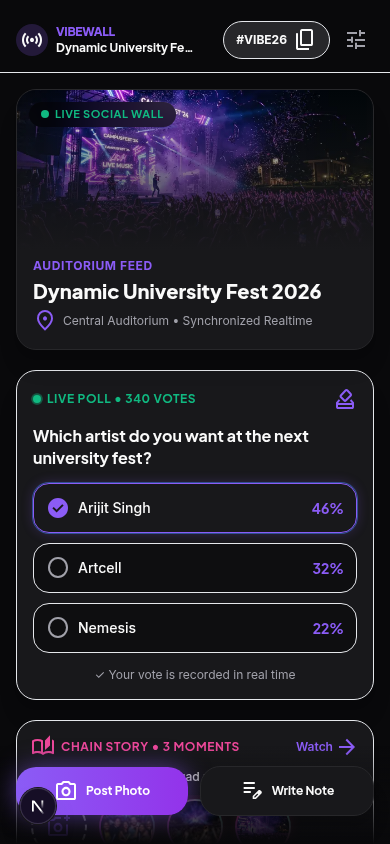 VIBEWALL
Dynamic University Fe...
#VIBE26
LIVE SOCIAL WALL
LIVE MUSIC
AUDITORIUM FEED
Dynamic University Fest 2026
Central Auditorium • Synchronized Realtime
LIVE POLL • 340 VOTES
Which artist do you want at the next
university fest?
Arijit Singh
46%
Artcell
32%
Nemesis
22%
✓ Your vote is recorded in real time
CHAIN STORY • 3 MOMENTS
Watch
Post Photo
Write Note
N